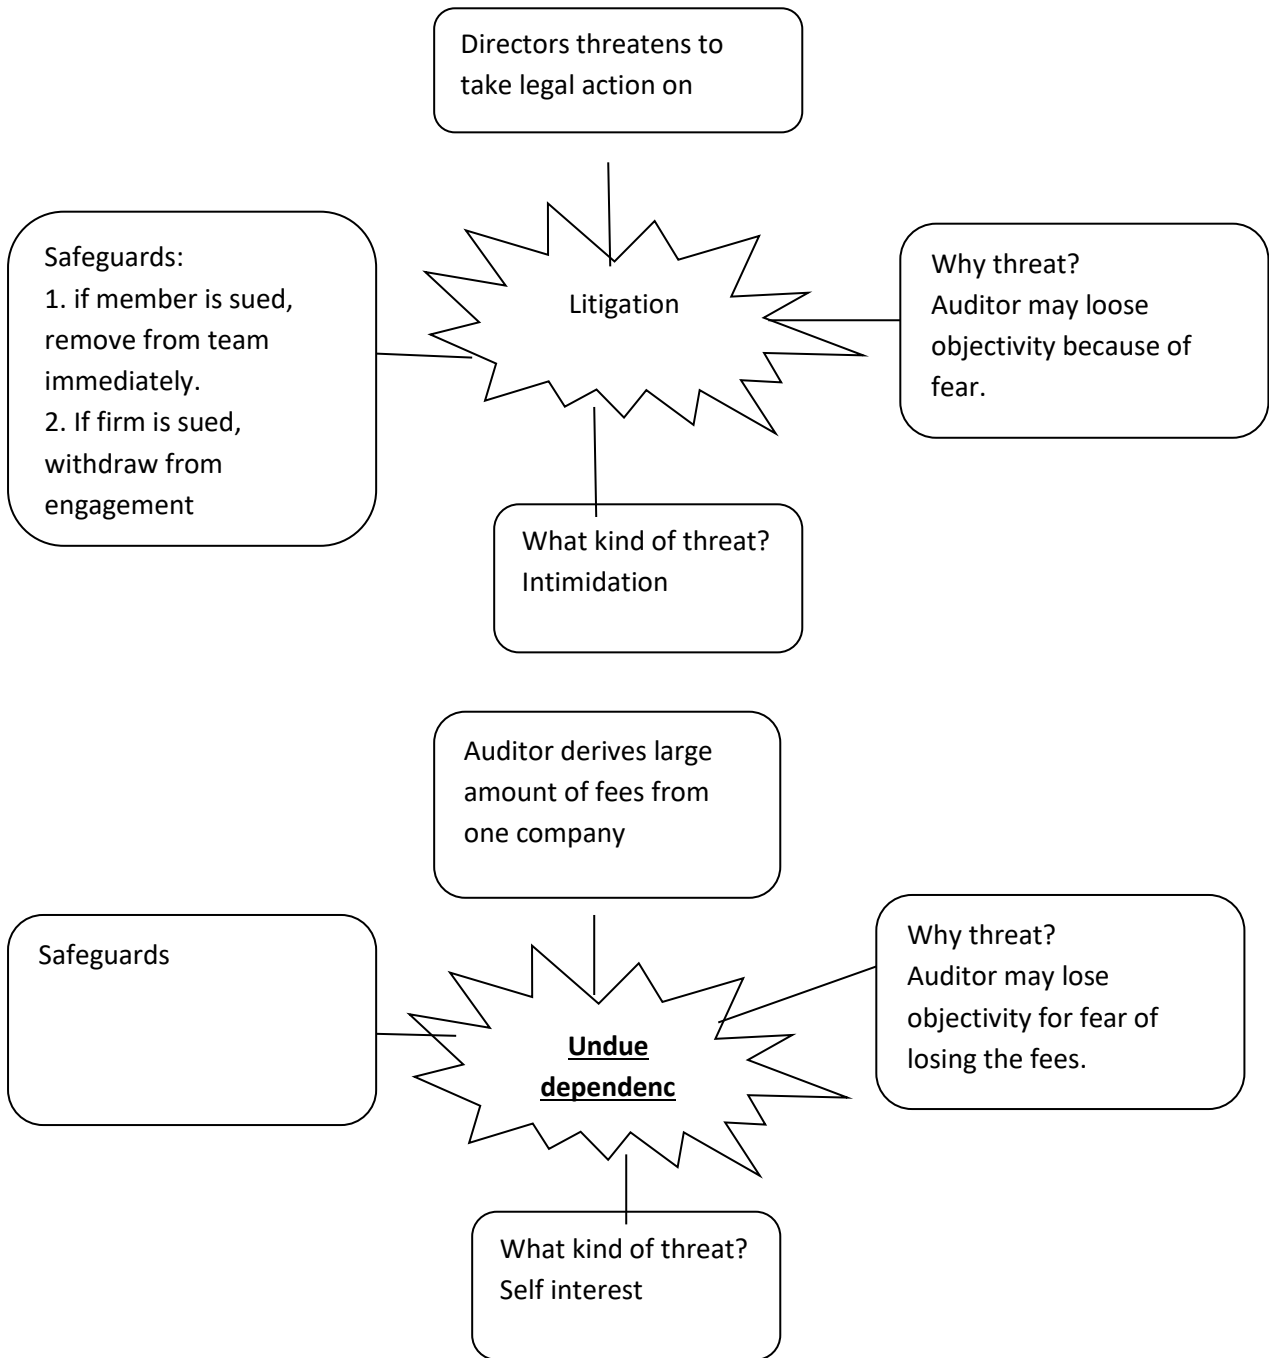 Directors threatens to
take legal action on
Safeguards:
1. if member is sued,
remove from team
immediately.
2. If firm is sued,
withdraw from
engagement
Litigation
Why threat?
Auditor may loose
objectivity because of
fear.
What kind of threat?
Intimidation
Auditor derives large
amount of fees from
one company
Safeguards
Undue
dependenc
Why threat?
Auditor may lose
objectivity for fear of
losing the fees.
What kind of threat?
Self interest